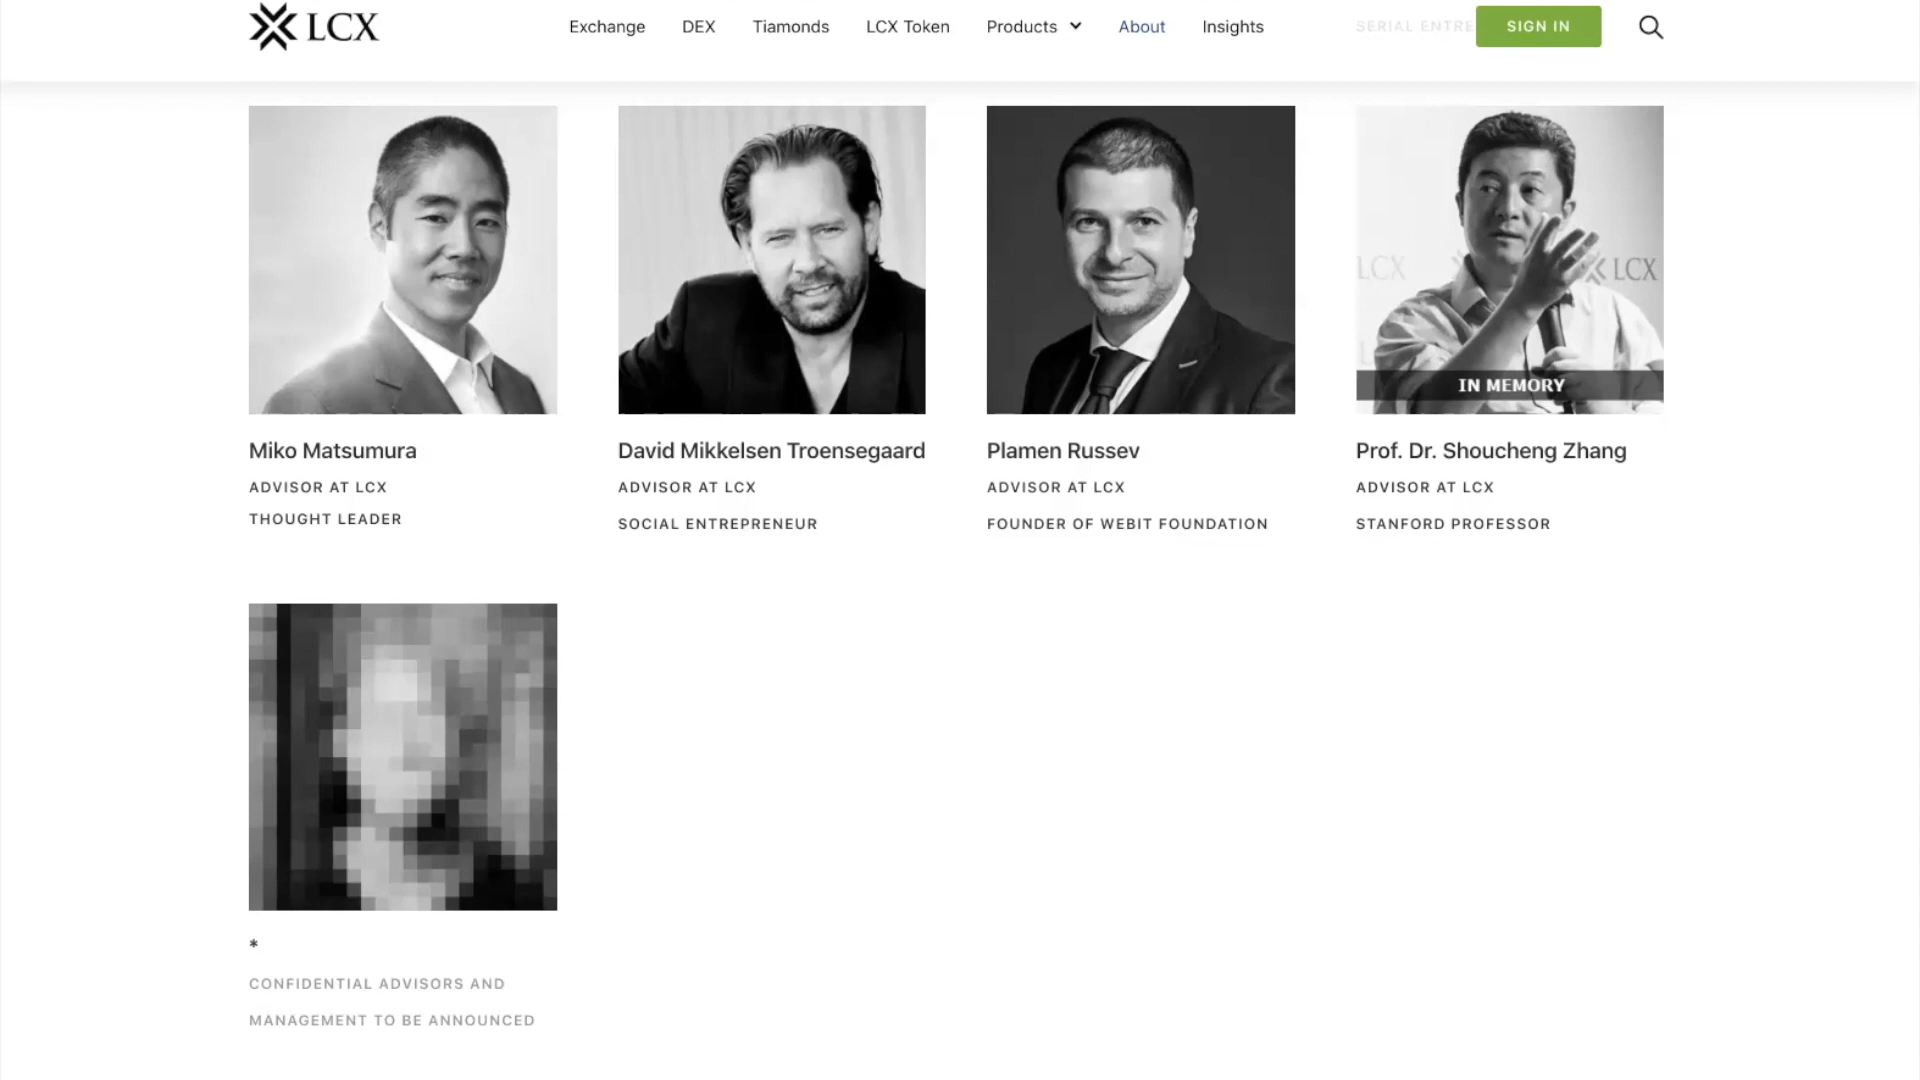 LCX
Exchange DEX Tiamonds LCX Token Products About Insights SERIAL ENTRE SIGN IN
LCX LCX
IN MEMORY
Miko Matsumura David Mikkelsen Troensegaard Plamen Russev Prof. Dr. Shoucheng Zhang
ADVISOR AT LCX ADVISOR AT LCX ADVISOR AT LCX ADVISOR AT LCX
THOUGHT LEADER SOCIAL ENTREPRENEUR FOUNDER OF WEBIT FOUNDATION STANFORD PROFESSOR
*
CONFIDENTIAL ADVISORS AND
MANAGEMENT TO BE ANNOUNCED